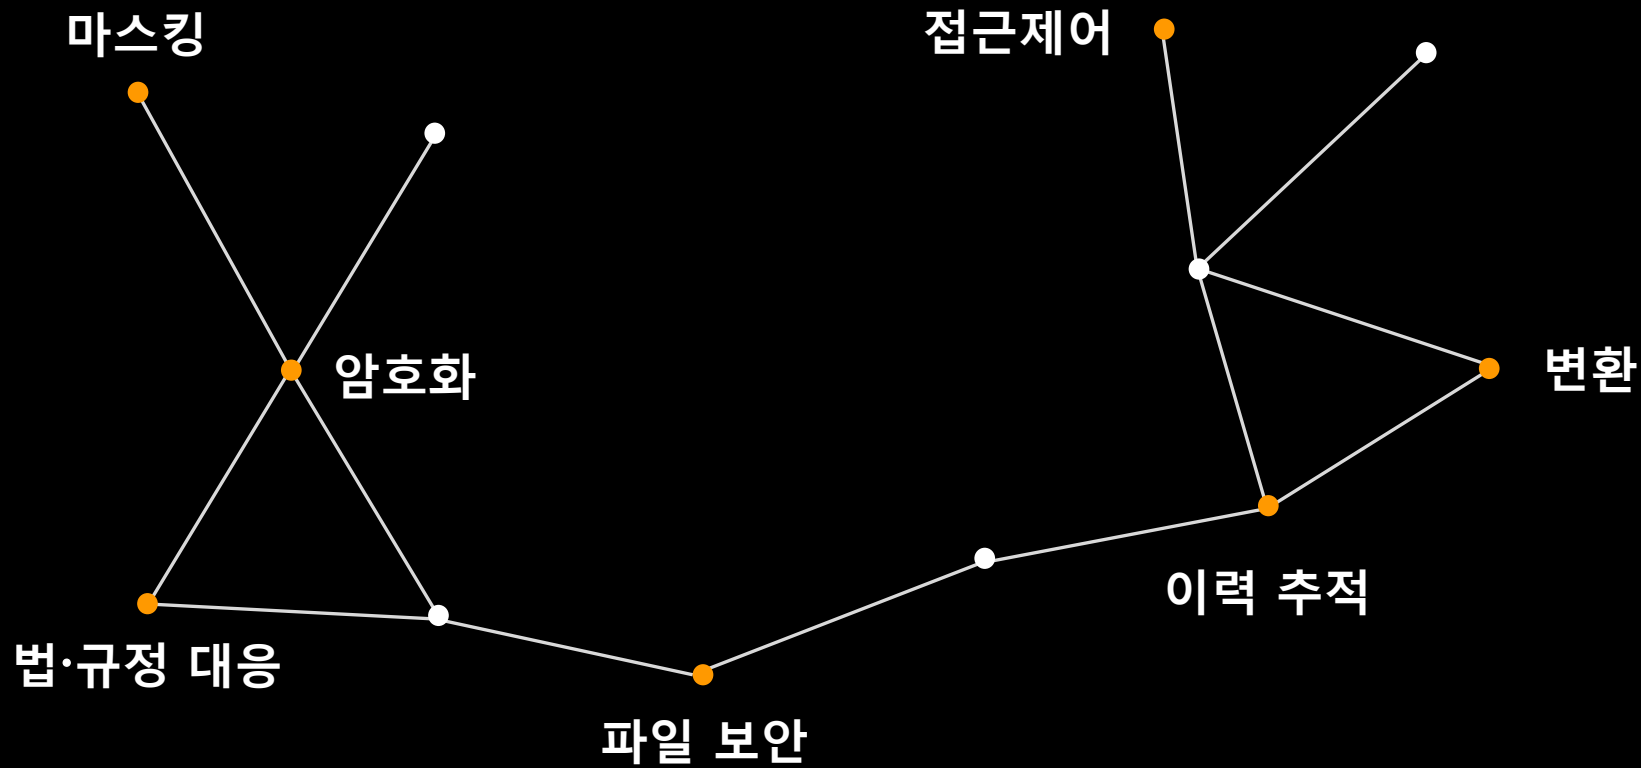 마스킹
접근제어
암호화
변환
이력 추적
법·규정 대응
파일 보안